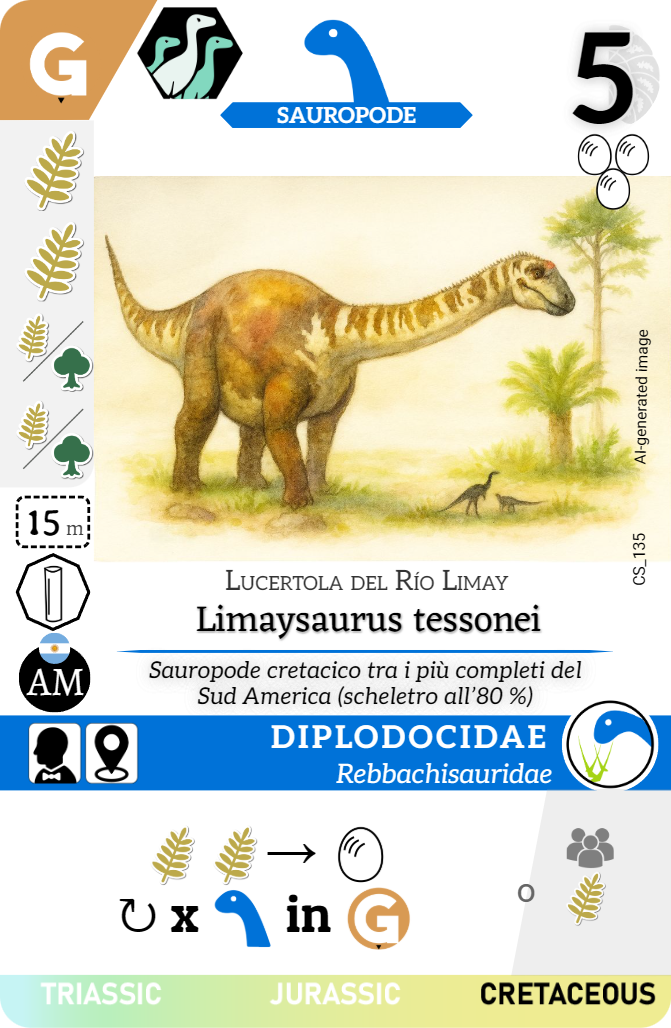 G
SAUROPODE
5
AI-generated image
15 m
CS_135
Lucertola del Río Limay
Limaysaurus tessonei
AM
Sauropode cretacico tra i più completi del
Sud America (scheletro all’80 %)
DIPLODOCIDAE
Rebbachisauridae
o
x in G
TRIASSIC JURASSIC CRETACEOUS